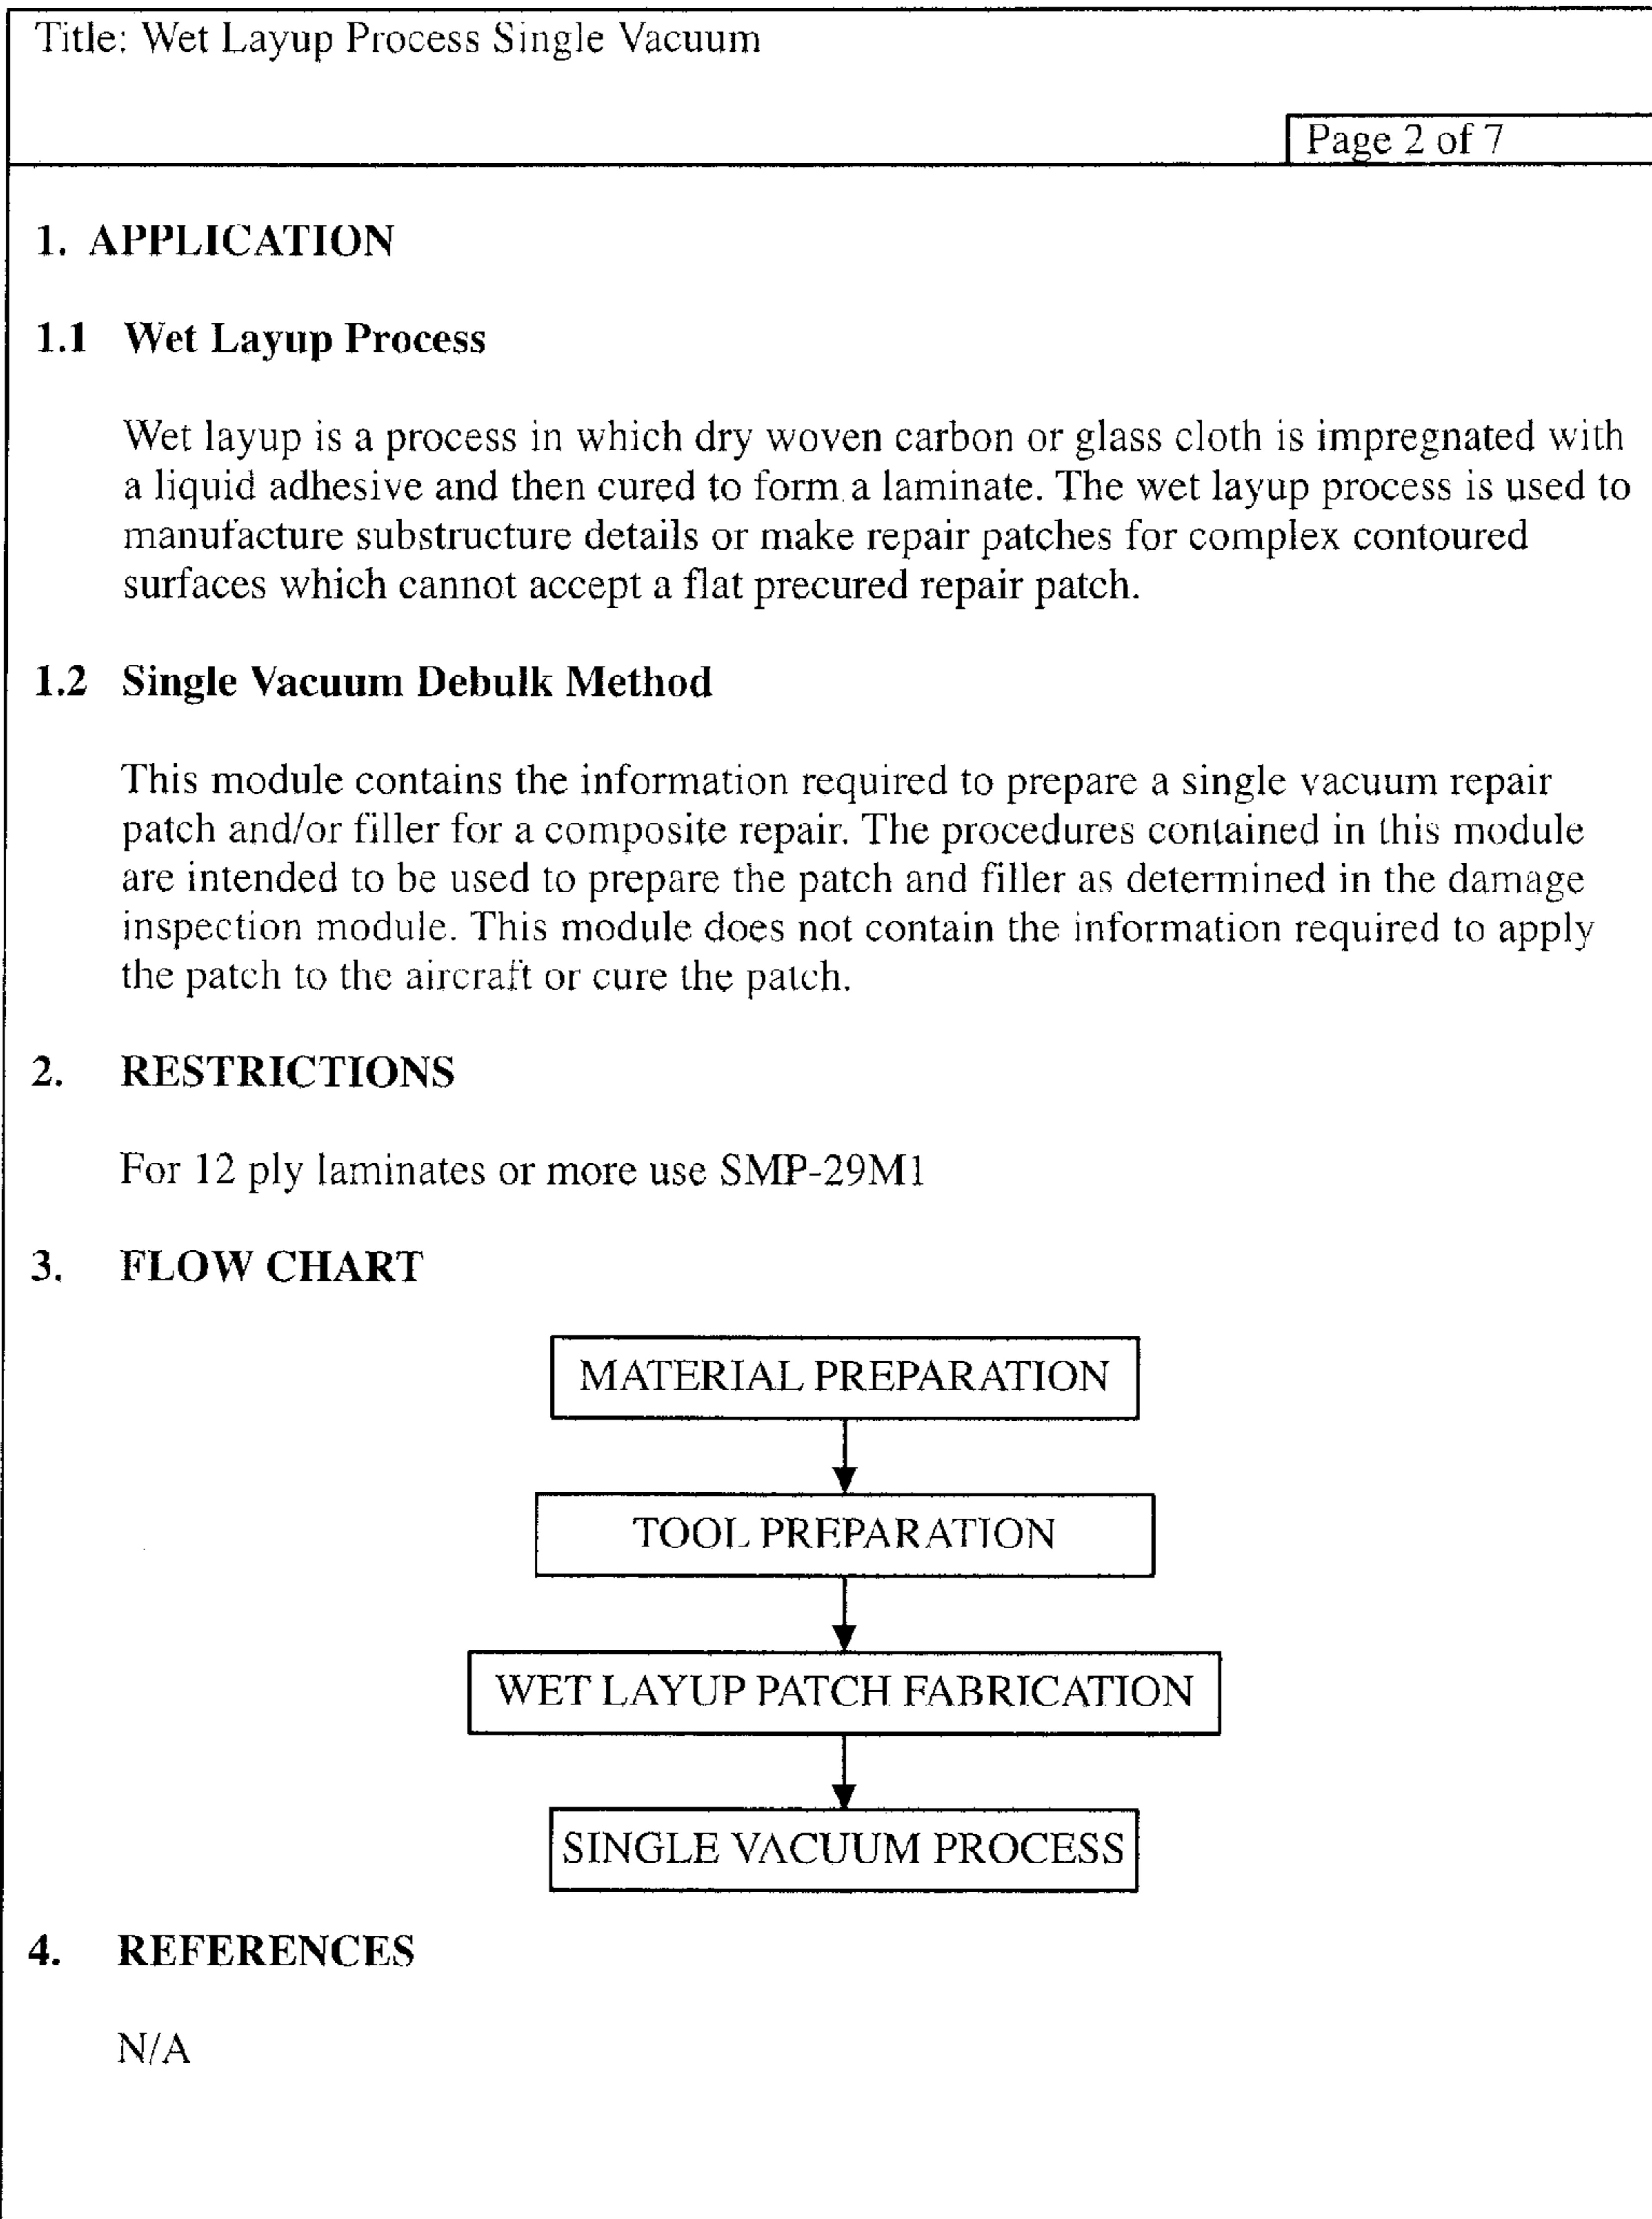 Title: Wet Layup Process Single Vacuum
Page 2 of 7
1. APPLICATION
1.1 Wet Layup Process
Wet layup is a process in which dry woven carbon or glass cloth is impregnated with
a liquid adhesive and then cured to form a laminate. The wet layup process is used to
manufacture substructure details or make repair patches for complex contoured
surfaces which cannot accept a flat precured repair patch.
1.2 Single Vacuum Debulk Method
This module contains the information required to prepare a single vacuum repair
patch and/or filler for a composite repair. The procedures contained in this module
are intended to be used to prepare the patch and filler as determined in the damage
inspection module. This module does not contain the information required to apply
the patch to the aircraft or cure the patch.
2. RESTRICTIONS
For 12 ply laminates or more use SMP-29M1
3. FLOW CHART
MATERIAL PREPARATION
TOOL PREPARATION
WET LAYUP PATCH FABRICATION
SINGLE VACUUM PROCESS
4. REFERENCES
N/A